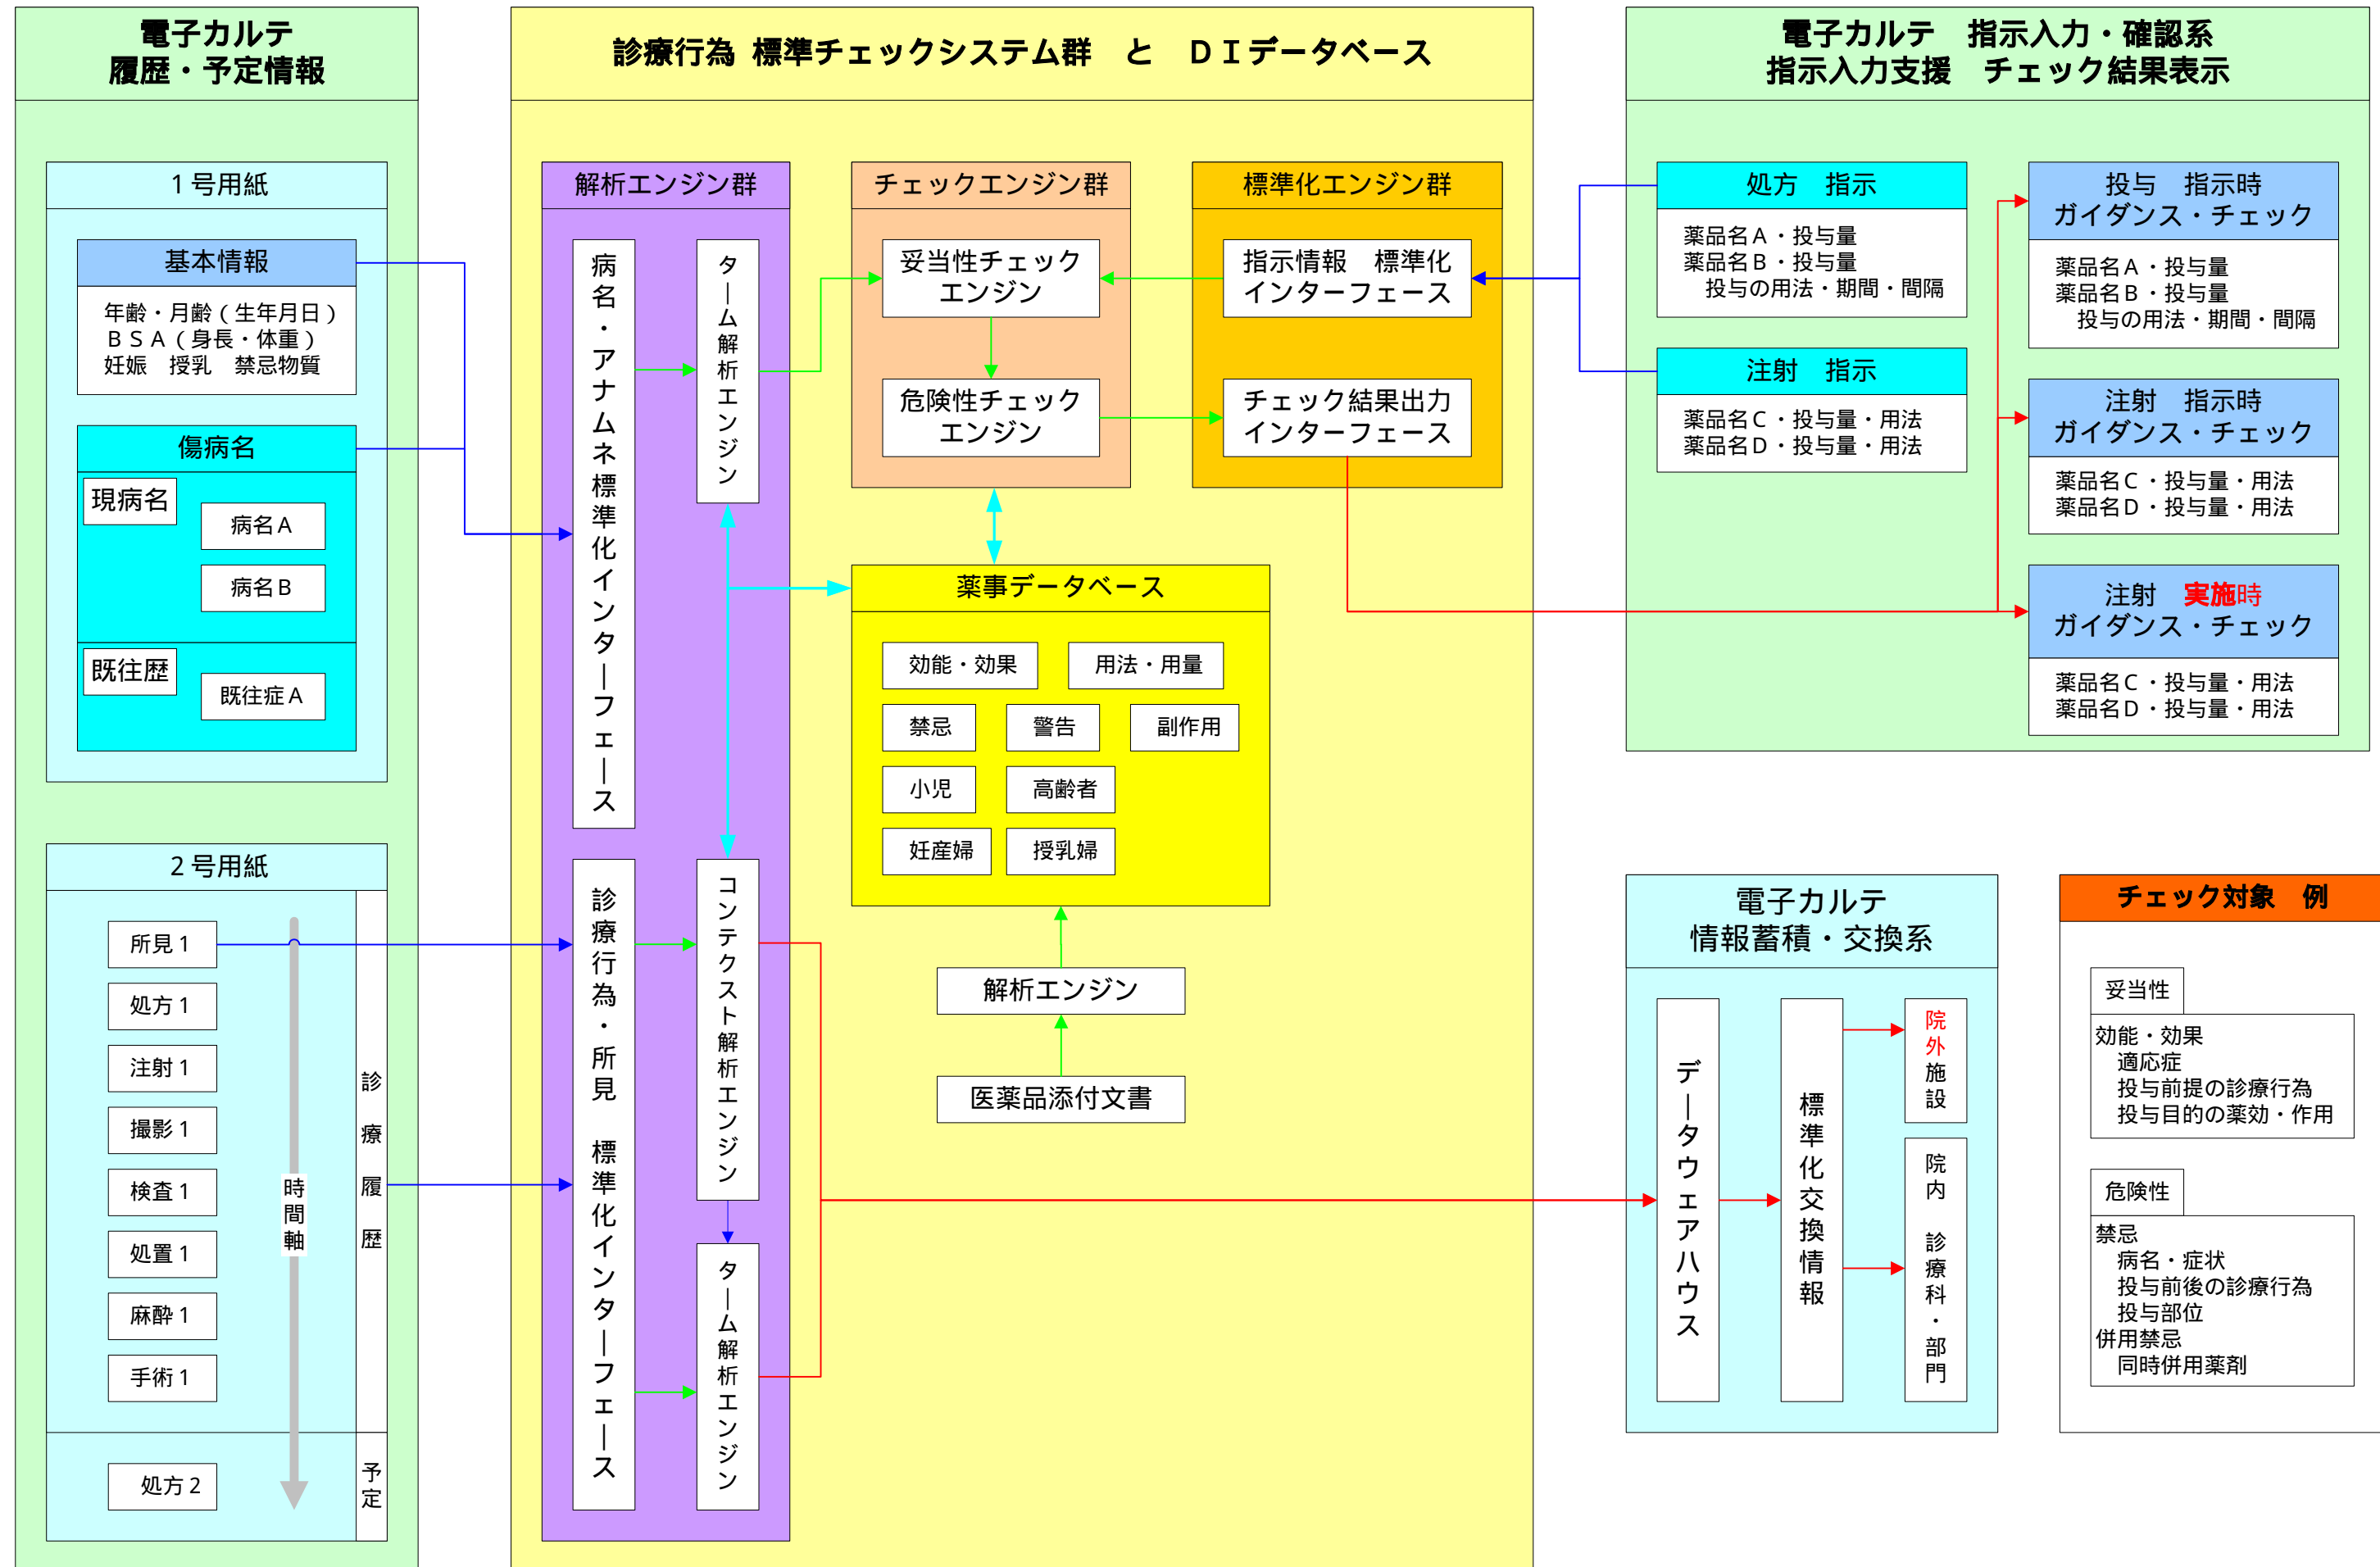 電子カルテ
履歴・予定情報
1号用紙
基本情報
年齢・月齢(生年月日)
BSA(身長・体重)
妊娠　授乳　禁忌物質
傷病名
現病名
病名A
病名B
既往歴
既往症A
2号用紙
所見1
処方1
注射1
撮影1
検査1
処置1
麻酔1
手術1
処方2
時間軸
診療履歴
予定
診療行為 標準チェックシステム群　と　DIデータベース
解析エンジン群
病名・アナムネ標準化インターフェース
ターム解析エンジン
診療行為・所見　標準化インターフェース
コンテクスト解析エンジン
ターム解析エンジン
チェックエンジン群
妥当性チェック
エンジン
危険性チェック
エンジン
標準化エンジン群
指示情報　標準化
インターフェース
チェック結果出力
インターフェース
薬事データベース
効能・効果
用法・用量
禁忌
警告
副作用
小児
高齢者
妊産婦
授乳婦
解析エンジン
医薬品添付文書
電子カルテ　指示入力・確認系
指示入力支援　チェック結果表示
処方　指示
薬品名A・投与量
薬品名B・投与量
投与の用法・期間・間隔
注射　指示
薬品名C・投与量・用法
薬品名D・投与量・用法
投与　指示時
ガイダンス・チェック
薬品名A・投与量
薬品名B・投与量
投与の用法・期間・間隔
注射　指示時
ガイダンス・チェック
薬品名C・投与量・用法
薬品名D・投与量・用法
注射　実施時
ガイダンス・チェック
薬品名C・投与量・用法
薬品名D・投与量・用法
電子カルテ
情報蓄積・交換系
データウェアハウス
標準化交換情報
院外施設
院内　診療科・部門
チェック対象　例
妥当性
効能・効果
適応症
投与前提の診療行為
投与目的の薬効・作用
危険性
禁忌
病名・症状
投与前後の診療行為
投与部位
併用禁忌
同時併用薬剤